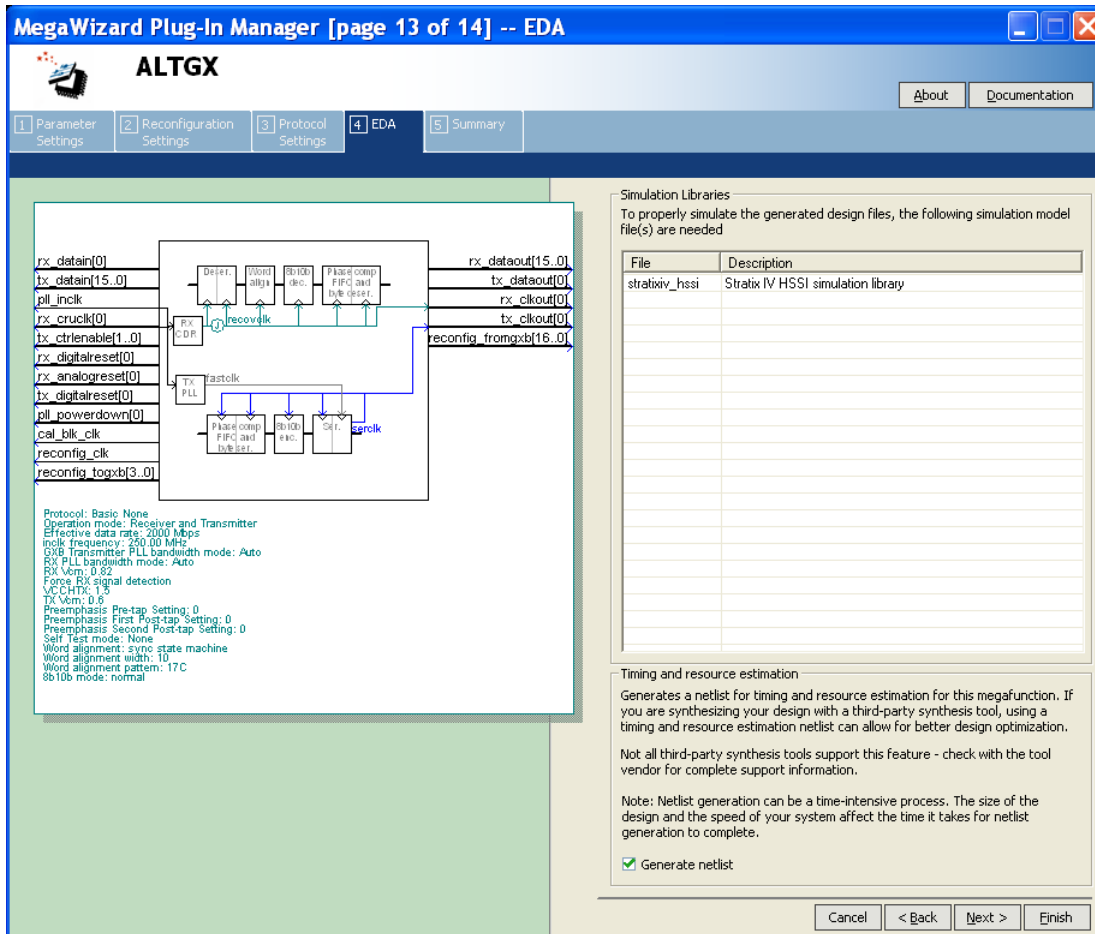 MegaWizard Plug-In Manager [page 13 of 14] -- EDA
ALTGX
About
Documentation
1 Parameter
Settings
2 Reconfiguration
Settings
3 Protocol
Settings
4 EDA
5 Summary
rx_datain[0]
tx_datain[15..0]
pll_inclk
rx_cruclk[0]
tx_ctrlenable[1..0]
rx_digitalreset[0]
rx_analogreset[0]
tx_digitalreset[0]
pll_powerdown[0]
cal_blk_clk
reconfig_clk
reconfig_togxb[3..0]
Deser.
Word
align
8b10b
dec.
Phase comp
FIFO and
byte deser.
RX
CDR
recovclk
TX
PLL
fastclk
Phase comp
FIFO and
byte ser.
8b10b
enc.
Ser.
serclk
rx_dataout[15..0]
tx_dataout[0]
rx_clkout[0]
tx_clkout[0]
reconfig_fromgxb[16..0]
Protocol: Basic None
Operation mode: Receiver and Transmitter
Effective data rate: 2000 Mbps
inclk frequency: 250.00 MHz
GXB Transmitter PLL bandwidth mode: Auto
RX PLL bandwidth mode: Auto
RX Vcm: 0.82
Force RX signal detection
VCCHTX: 1.5
TX Vcm: 0.6
Preemphasis Pre-tap Setting: 0
Preemphasis First Post-tap Setting: 0
Preemphasis Second Post-tap Setting: 0
Self Test mode: None
Word alignment: sync state machine
Word alignment width: 10
Word alignment pattern: 17C
8b10b mode: normal
Simulation Libraries
To properly simulate the generated design files, the following simulation model
file(s) are needed
File Description
stratixiv_hssi Stratix IV HSSI simulation library
Timing and resource estimation
Generates a netlist for timing and resource estimation for this megafunction. If
you are synthesizing your design with a third-party synthesis tool, using a
timing and resource estimation netlist can allow for better design optimization.
Not all third-party synthesis tools support this feature - check with the tool
vendor for complete support information.
Note: Netlist generation can be a time-intensive process. The size of the
design and the speed of your system affect the time it takes for netlist
generation to complete.
Generate netlist
Cancel
< Back
Next >
Finish